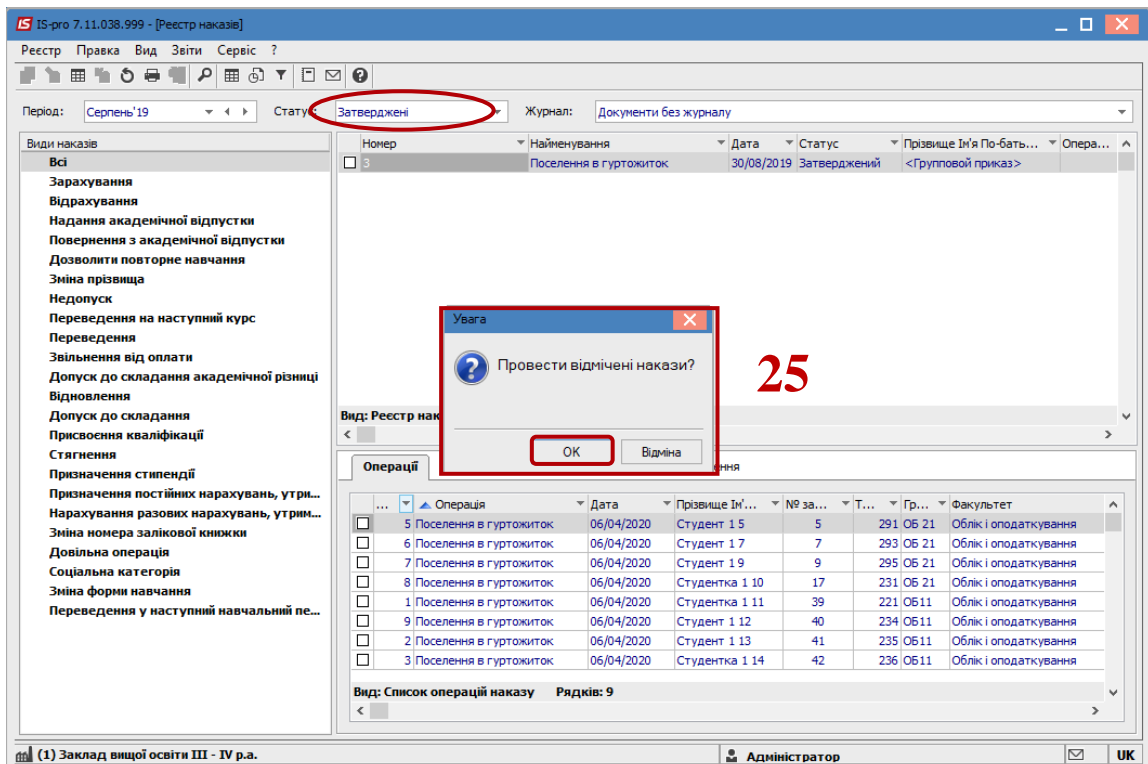 IS-pro 7.11.038.999 - [Реєстр наказів]
Реєстр Правка Вид Звіти Сервіс ?
Період: Серпень'19 Статус: Затверджені Журнал: Документи без журналу
Види наказів
Всі
Зарахування
Відрахування
Надання академічної відпустки
Повернення з академічної відпустки
Дозволити повторне навчання
Зміна прізвища
Недопуск
Переведення на наступний курс
Переведення
Звільнення від оплати
Допуск до складання академічної різниці
Відновлення
Допуск до складання
Присвоєння кваліфікації
Стягнення
Призначення стипендії
Призначення постійних нарахувань, утри...
Нарахування разових нарахувань, утрим...
Зміна номера залікової книжки
Довільна операція
Соціальна категорія
Зміна форми навчання
Переведення у наступний навчальний пе...
Номер Найменування Дата Статус Прізвище Ім'я По-бать... Опера...
3 Поселення в гуртожиток 30/08/2019 Затверджений <Групповой приказ>
Увага
Провести відмічені накази?
OK Відміна
25
Вид: Реєстр нак
Операції ння
... Операція Дата Прізвище Ім'... № за... Т... Гр... Факультет
5 Поселення в гуртожиток 06/04/2020 Студент 1 5 5 291 ОБ 21 Облік і оподаткування
6 Поселення в гуртожиток 06/04/2020 Студент 1 7 7 293 ОБ 21 Облік і оподаткування
7 Поселення в гуртожиток 06/04/2020 Студент 1 9 9 295 ОБ 21 Облік і оподаткування
8 Поселення в гуртожиток 06/04/2020 Студентка 1 10 17 231 ОБ 21 Облік і оподаткування
1 Поселення в гуртожиток 06/04/2020 Студентка 1 11 39 221 ОБ11 Облік і оподаткування
9 Поселення в гуртожиток 06/04/2020 Студент 1 12 40 234 ОБ11 Облік і оподаткування
2 Поселення в гуртожиток 06/04/2020 Студент 1 13 41 235 ОБ11 Облік і оподаткування
3 Поселення в гуртожиток 06/04/2020 Студентка 1 14 42 236 ОБ11 Облік і оподаткування
Вид: Список операцій наказу Рядків: 9
(1) Заклад вищої освіти III - IV р.а. Адміністратор UK